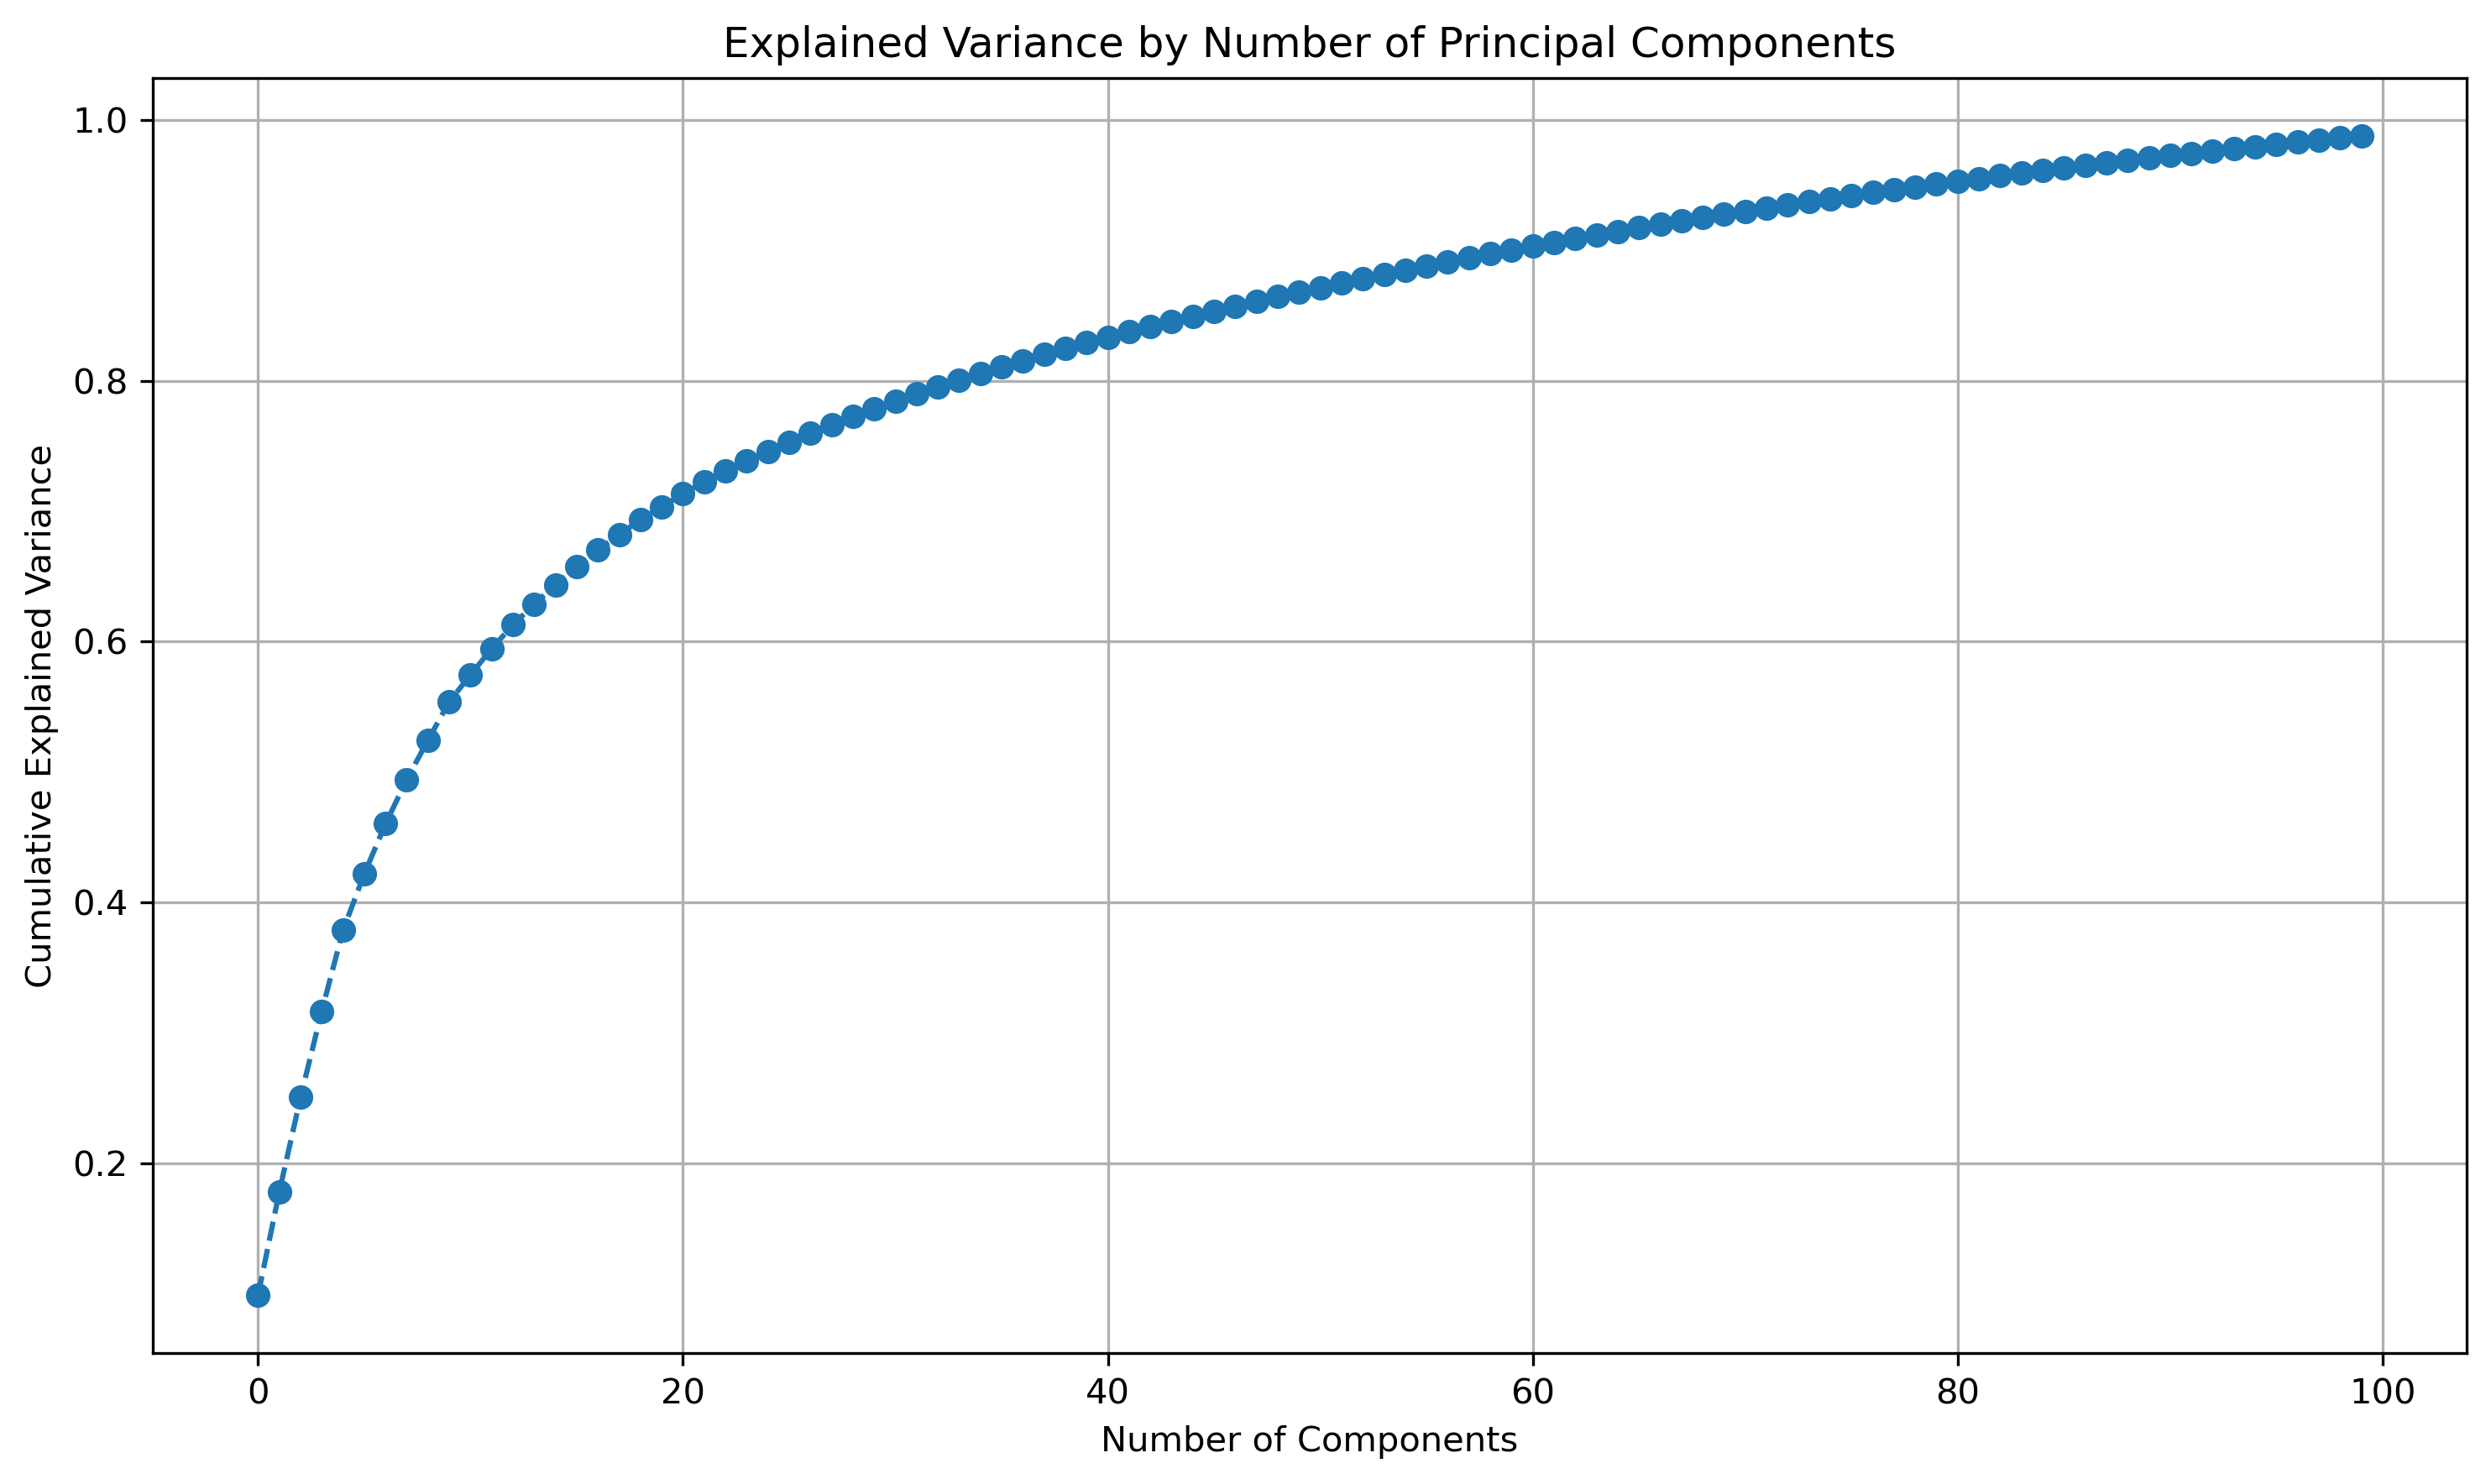 Explained Variance by Number of Principal Components
1.0
0.8
0.6
0.4
0.2
Cumulative Explained Variance
0 20 40 60 80 100
Number of Components